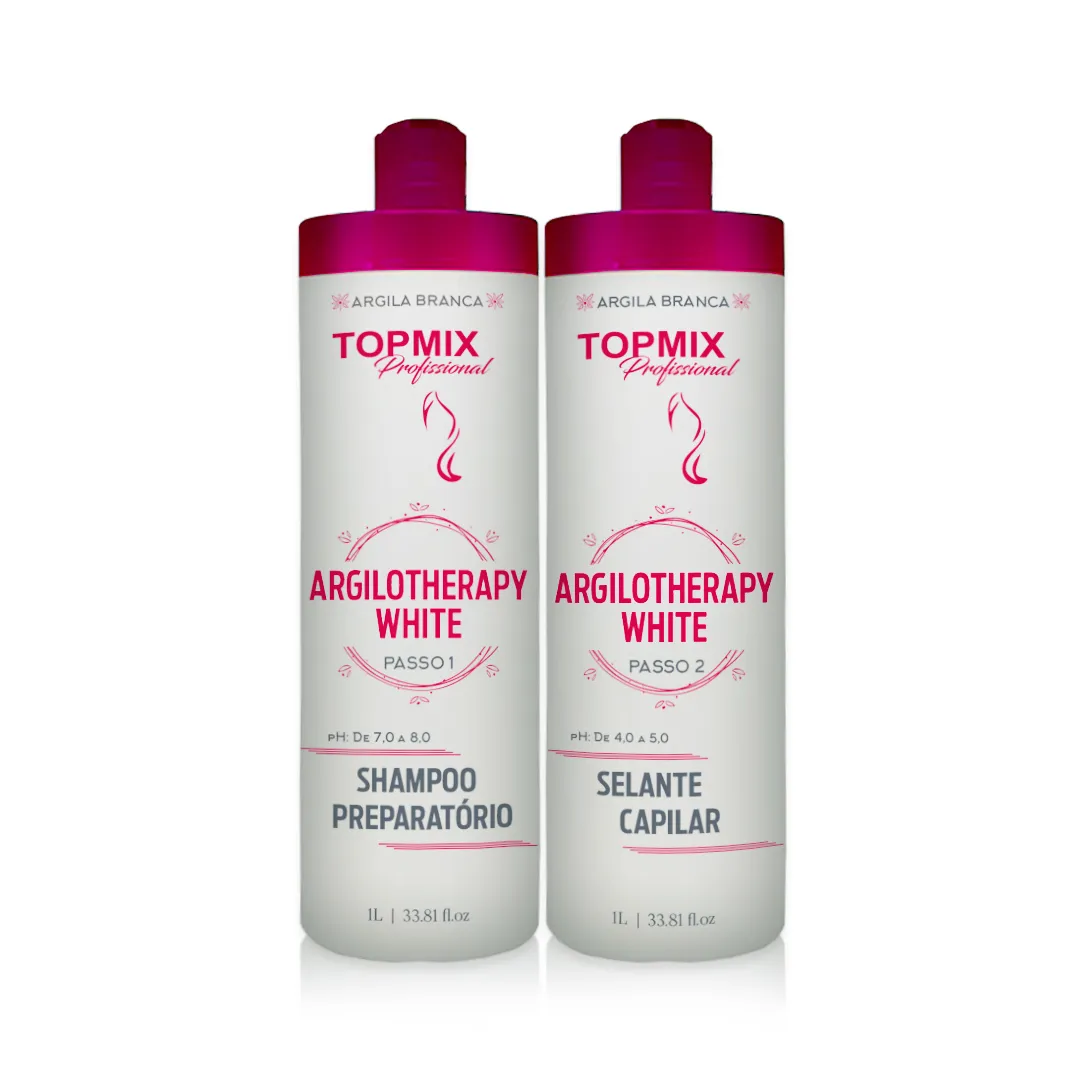 ARGILA BRANCA
TOPMIX
Profissional
ARGILOTHERAPY
WHITE
PASSO 1
pH: De 7,0 a 8,0
SHAMPOO
PREPARATÓRIO
1L | 33.81 fl.oz
ARGILA BRANCA
TOPMIX
Profissional
ARGILOTHERAPY
WHITE
PASSO 2
pH: De 4,0 a 5,0
SELANTE
CAPILAR
1L | 33.81 fl.oz